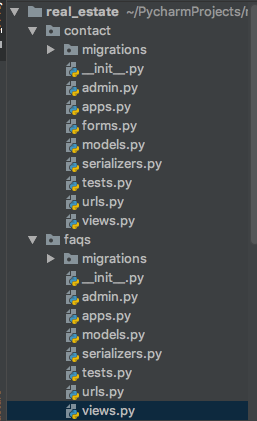 real_estate ~/PycharmProjects/
contact
migrations
__init__.py
admin.py
apps.py
forms.py
models.py
serializers.py
tests.py
urls.py
views.py
faqs
migrations
__init__.py
admin.py
apps.py
models.py
serializers.py
tests.py
urls.py
views.py